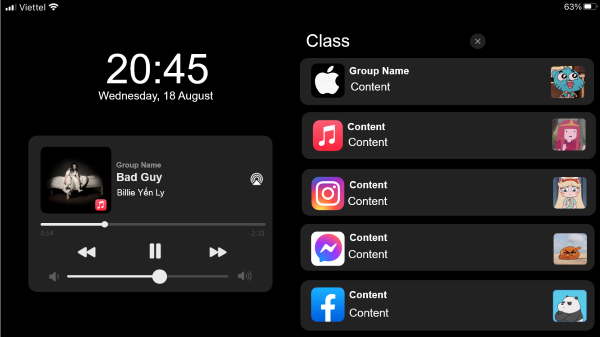 Viettel
63%
20:45
Wednesday, 18 August
Group Name
Bad Guy
Billie Yến Ly
0:54
-2:33
Class
Group Name
Content
Content
Content
Content
Content
Content
Content
Content
Content